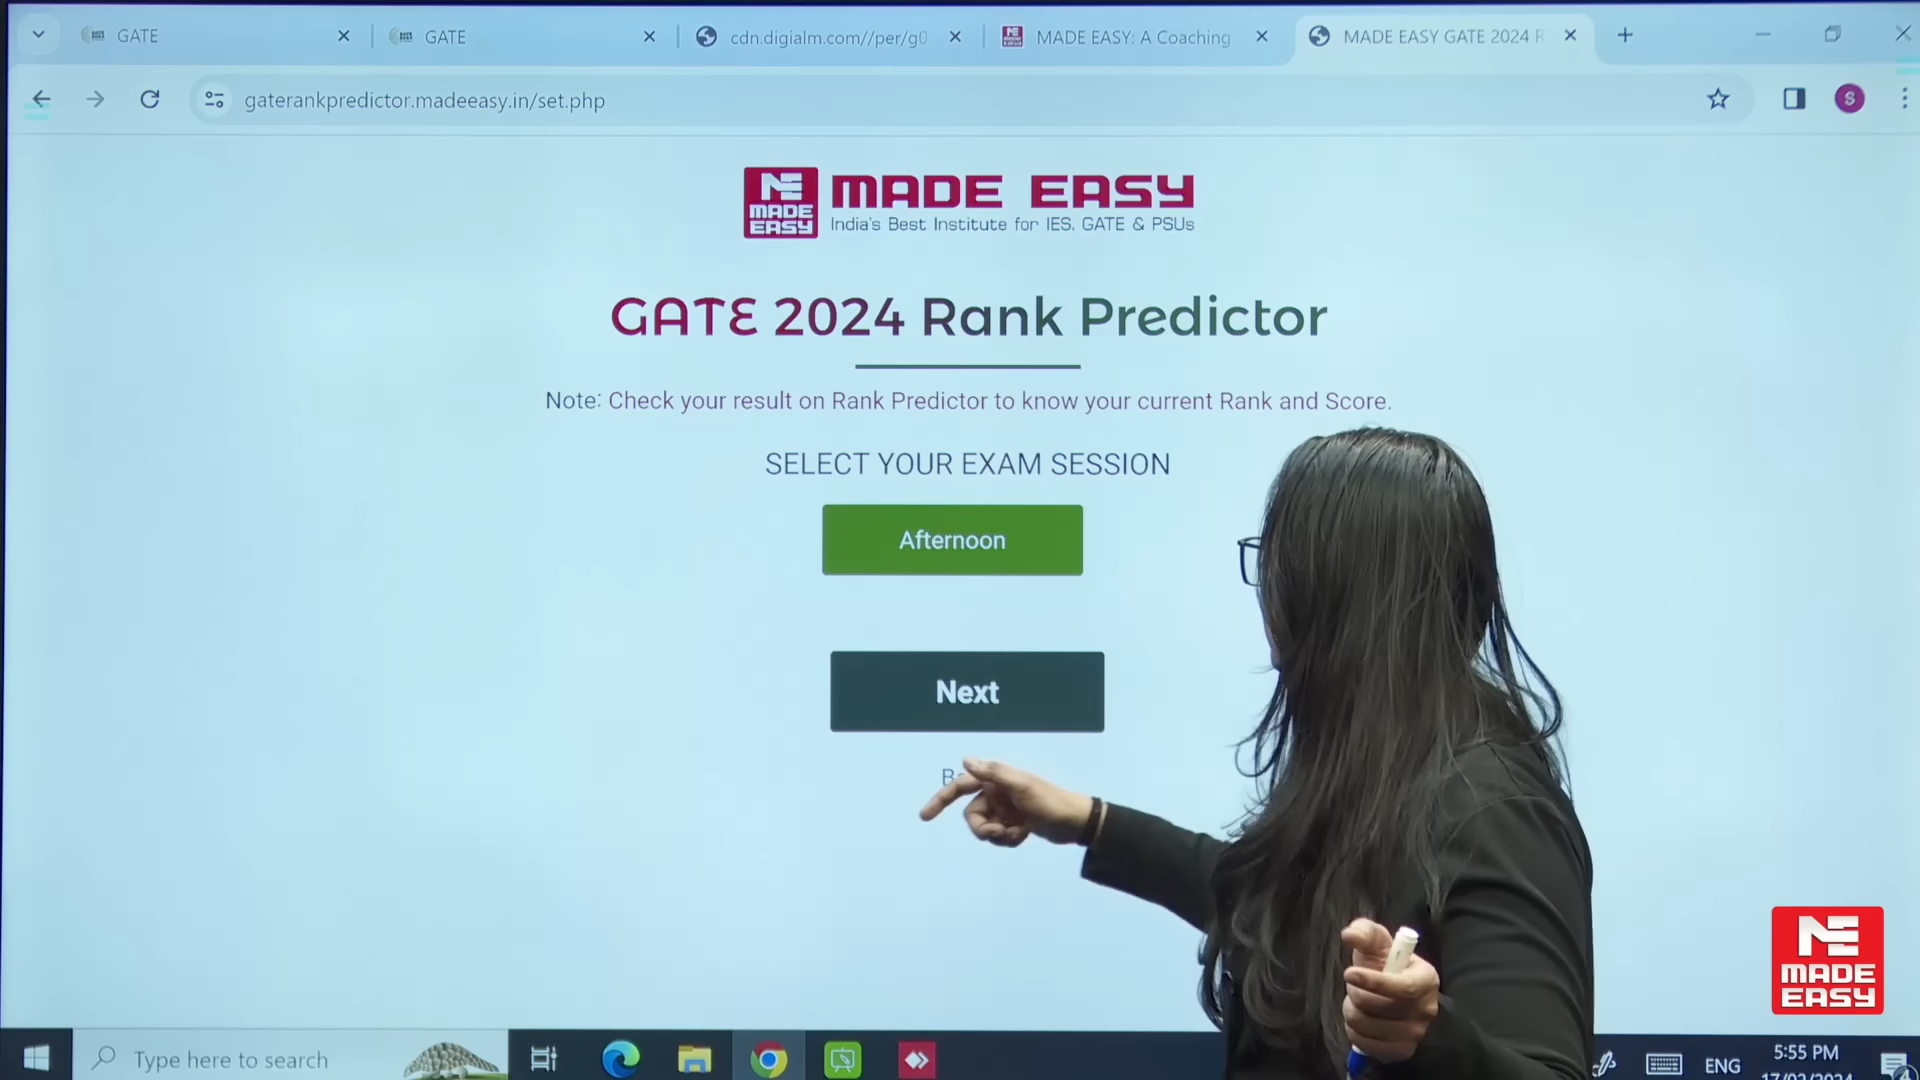 GATE
GATE
cdn.digialm.com//per/g0
MADE EASY: A Coaching
MADE EASY GATE 2024 R
gaterankpredictor.madeeasy.in/set.php
S
MADE EASY
MADE EASY
India's Best Institute for IES, GATE & PSUs
GATE 2024 Rank Predictor
Note: Check your result on Rank Predictor to know your current Rank and Score.
SELECT YOUR EXAM SESSION
Afternoon
Next
MADE
EASY
Type here to search
ENG
5:55 PM
17/02/2024